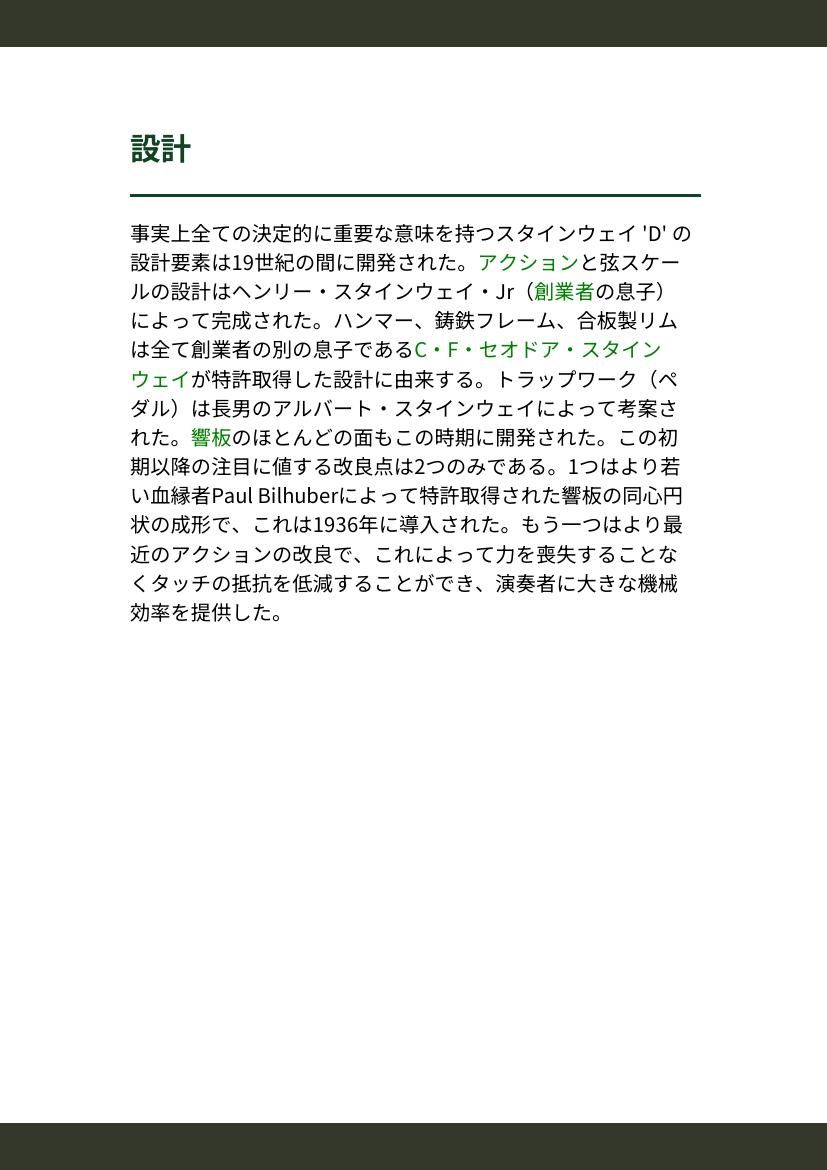 設計
事実上全ての決定的に重要な意味を持つスタインウェイ 'D' の
設計要素は19世紀の間に開発された。アクションと弦スケー
ルの設計はヘンリー・スタインウェイ・Jr（創業者の息子）
によって完成された。ハンマー、鋳鉄フレーム、合板製リム
は全て創業者の別の息子であるC・F・セオドア・スタイン
ウェイが特許取得した設計に由来する。トラップワーク（ペ
ダル）は長男のアルバート・スタインウェイによって考案さ
れた。響板のほとんどの面もこの時期に開発された。この初
期以降の注目に値する改良点は2つのみである。1つはより若
い血縁者Paul Bilhuberによって特許取得された響板の同心円
状の成形で、これは1936年に導入された。もう一つはより最
近のアクションの改良で、これによって力を喪失することな
くタッチの抵抗を低減することができ、演奏者に大きな機械
効率を提供した。